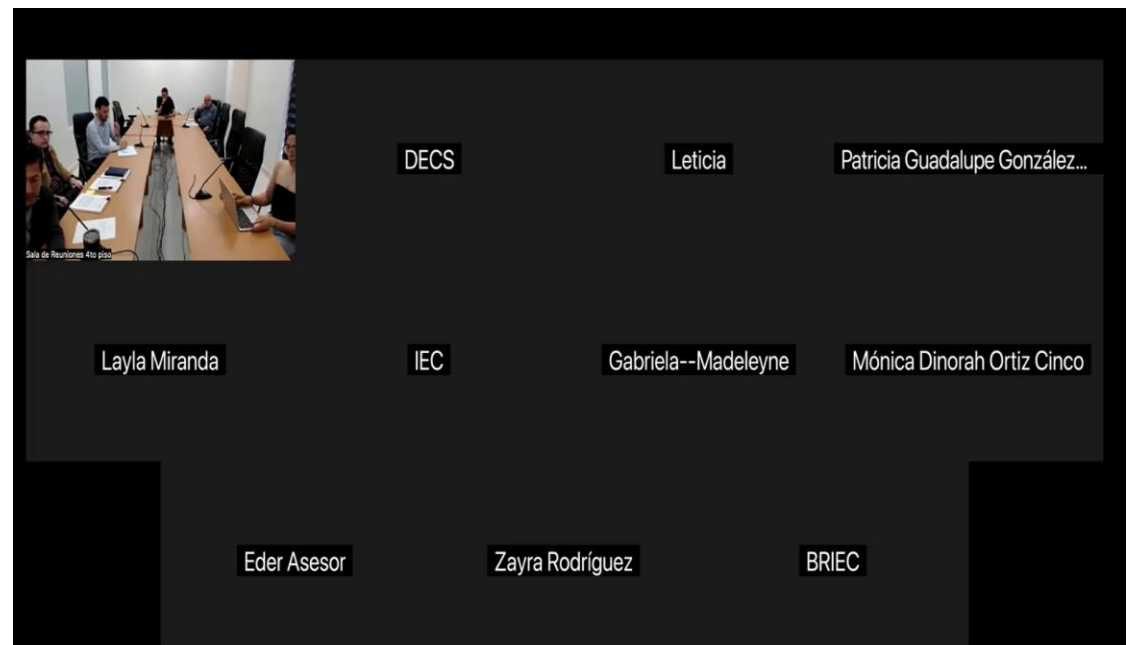 Sala de Reuniones 4to piso
DECS
Leticia
Patricia Guadalupe González...
Layla Miranda
IEC
Gabriela--Madeleyne
Mónica Dinorah Ortiz Cinco
Eder Asesor
Zayra Rodríguez
BRIEC